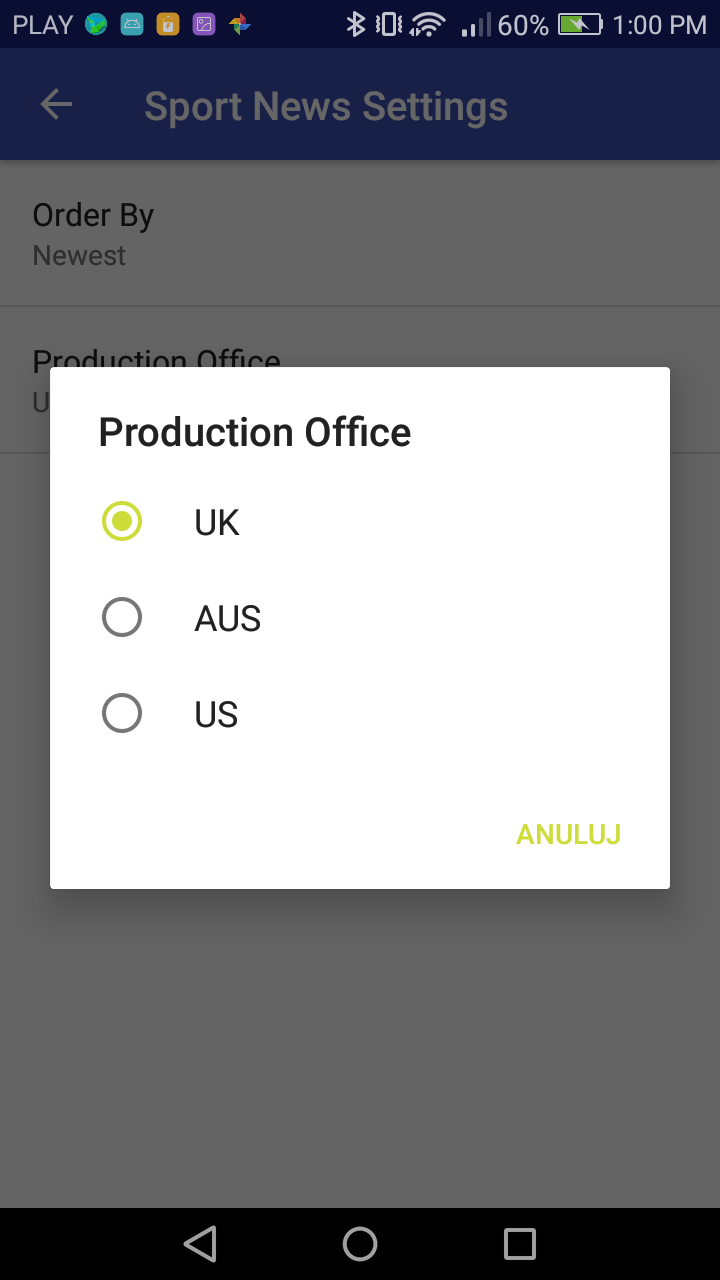 PLAY 60% 1:00 PM
Sport News Settings
Order By
Newest
Production Office
U
Production Office
UK
AUS
US
ANULUJ